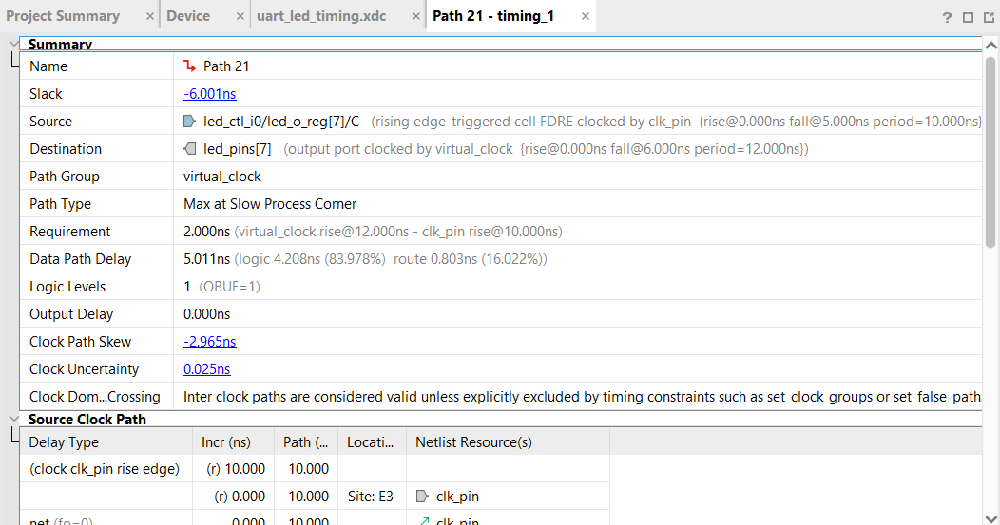 Project Summary × Device × uart_led_timing.xdc × Path 21 - timing_1 × ?
Summary
Name Path 21
Slack -6.001ns
Source led_ctl_i0/led_o_reg[7]/C (rising edge-triggered cell FDRE clocked by clk_pin {rise@0.000ns fall@5.000ns period=10.000ns}
Destination led_pins[7] (output port clocked by virtual_clock {rise@0.000ns fall@6.000ns period=12.000ns})
Path Group virtual_clock
Path Type Max at Slow Process Corner
Requirement 2.000ns (virtual_clock rise@12.000ns - clk_pin rise@10.000ns)
Data Path Delay 5.011ns (logic 4.208ns (83.978%) route 0.803ns (16.022%))
Logic Levels 1 (OBUF=1)
Output Delay 0.000ns
Clock Path Skew -2.965ns
Clock Uncertainty 0.025ns
Clock Dom...Crossing Inter clock paths are considered valid unless explicitly excluded by timing constraints such as set_clock_groups or set_false_path.
Source Clock Path
Delay Type Incr (ns) Path (... Locati... Netlist Resource(s)
(clock clk_pin rise edge) (r) 10.000 10.000
(r) 0.000 10.000 Site: E3 clk_pin
net (fo=0) 0.000 10.000 clk_pin